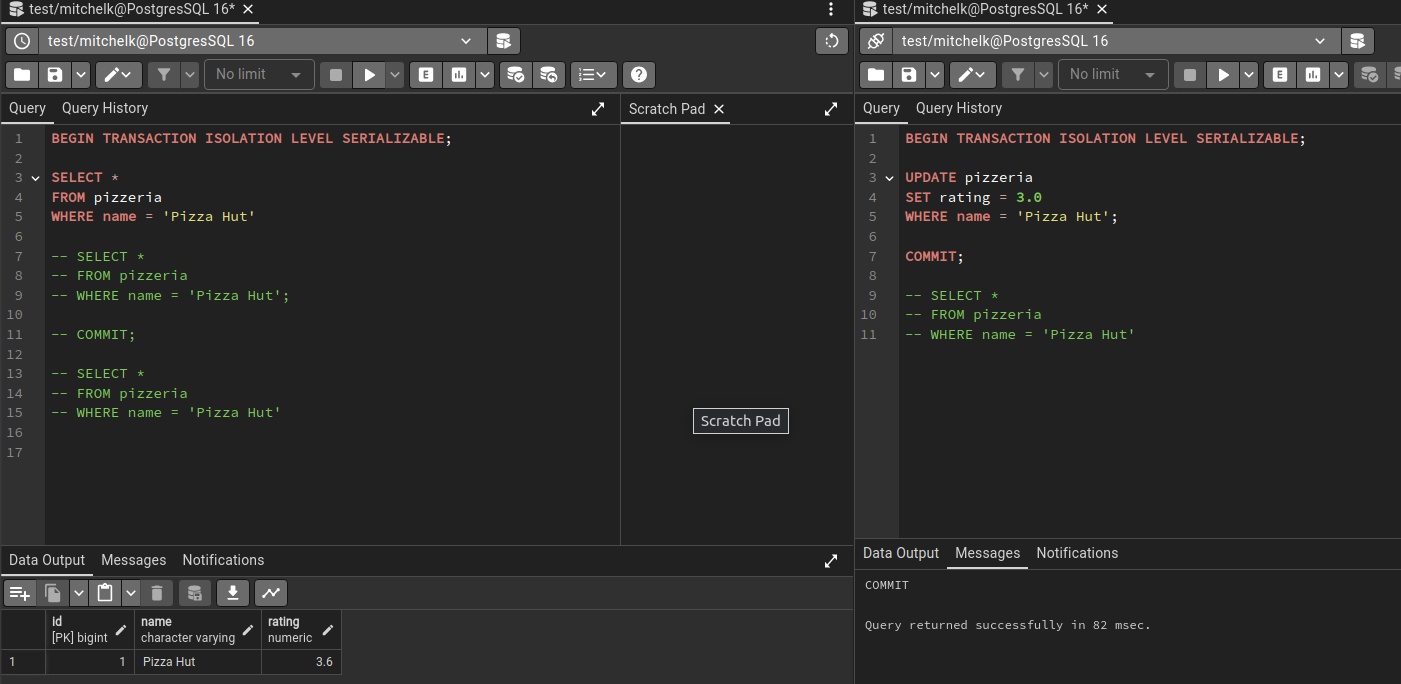 test/mitchelk@PostgresSQL 16*
test/mitchelk@PostgresSQL 16
No limit
E
Query
Query History
Scratch Pad
1 BEGIN TRANSACTION ISOLATION LEVEL SERIALIZABLE;
2
3 SELECT *
4 FROM pizzeria
5 WHERE name = 'Pizza Hut'
6
7 -- SELECT *
8 -- FROM pizzeria
9 -- WHERE name = 'Pizza Hut';
10
11 -- COMMIT;
12
13 -- SELECT *
14 -- FROM pizzeria
15 -- WHERE name = 'Pizza Hut'
16
17
Scratch Pad
Data Output Messages Notifications
id name rating
[PK] bigint character varying numeric
1 1 Pizza Hut 3.6
test/mitchelk@PostgresSQL 16*
test/mitchelk@PostgresSQL 16
No limit
E
Query
Query History
1 BEGIN TRANSACTION ISOLATION LEVEL SERIALIZABLE;
2
3 UPDATE pizzeria
4 SET rating = 3.0
5 WHERE name = 'Pizza Hut';
6
7 COMMIT;
8
9 -- SELECT *
10 -- FROM pizzeria
11 -- WHERE name = 'Pizza Hut'
Data Output Messages Notifications
COMMIT
Query returned successfully in 82 msec.